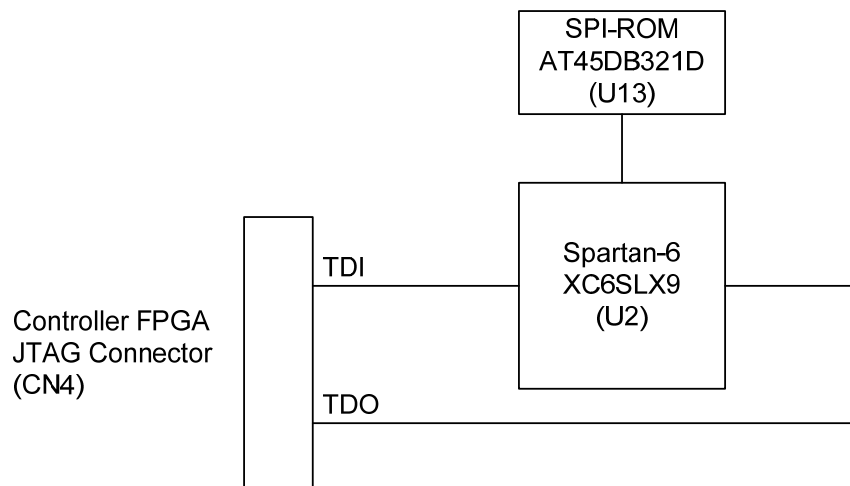 SPI-ROM
AT45DB321D
(U13)
TDI
Spartan-6
XC6SLX9
(U2)
Controller FPGA
JTAG Connector
(CN4)
TDO